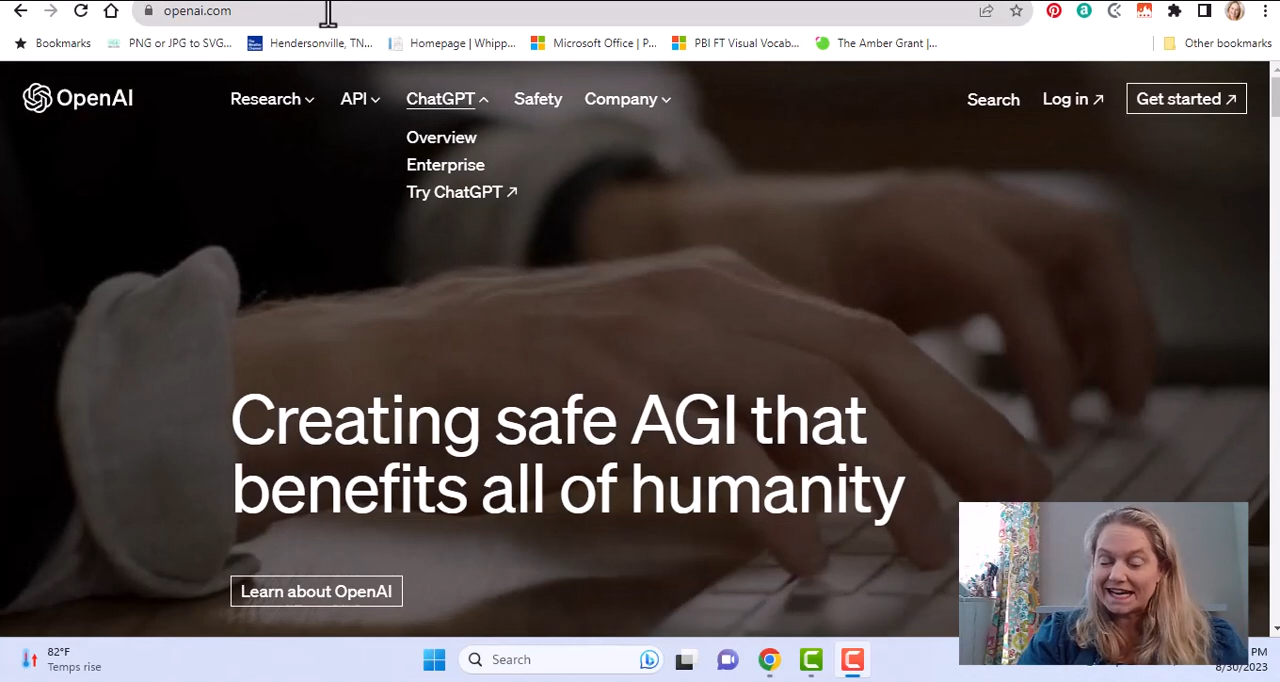 openai.com
Bookmarks PNG or JPG to SVG... Hendersonville, TN... Homepage | Whipp... Microsoft Office | P... PBI FT Visual Vocab... The Amber Grant |... Other bookmarks
OpenAI Research API ChatGPT Safety Company Search Log in ↗ Get started ↗
Overview
Enterprise
Try ChatGPT ↗
Creating safe AGI that
benefits all of humanity
Learn about OpenAI
82°F
Temps rise
Search
PM
8/30/2023